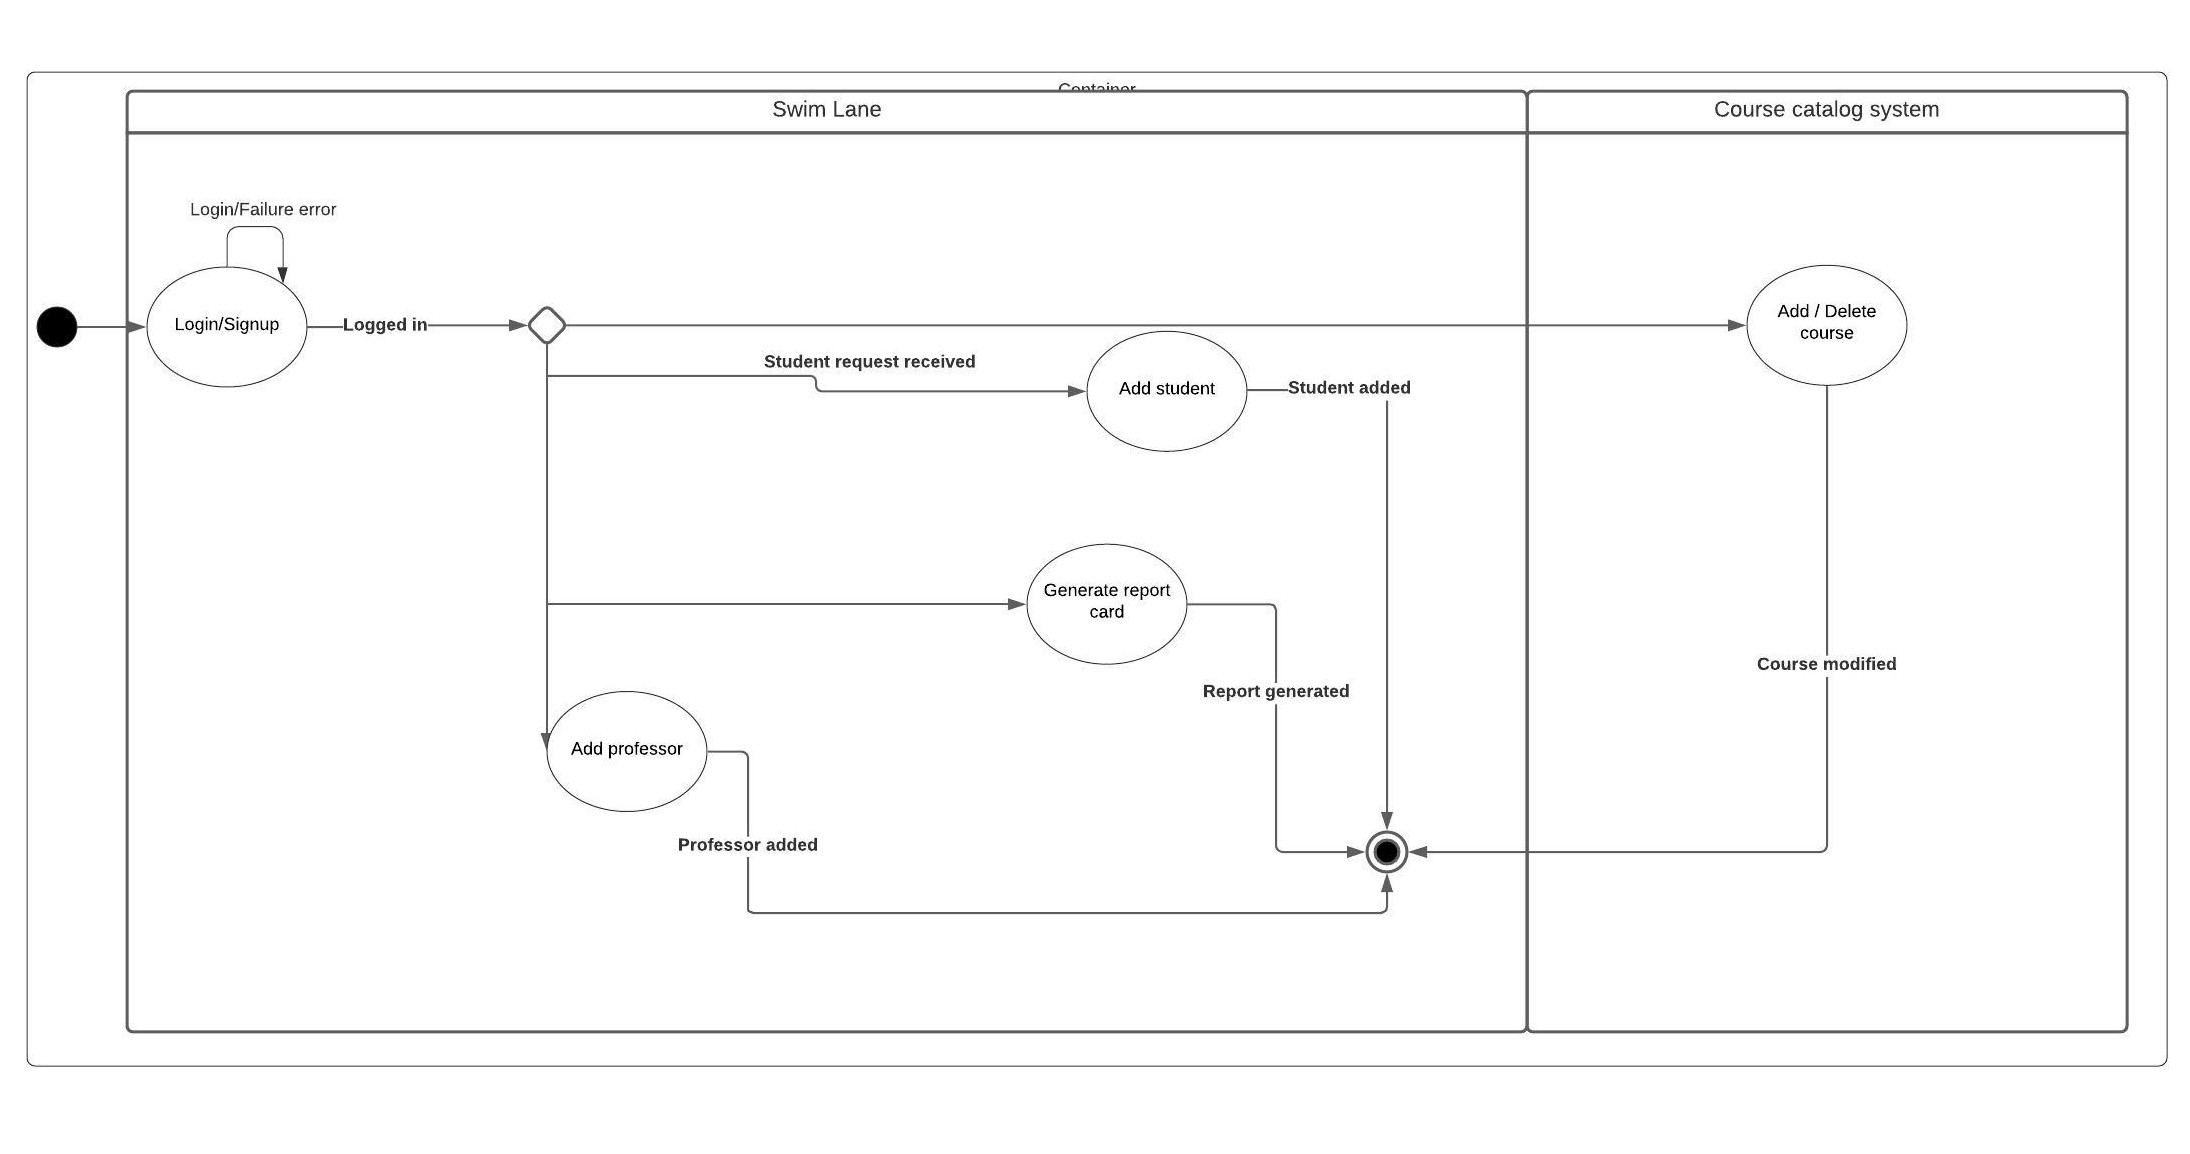 Container
Swim Lane
Course catalog system
Login/Failure error
Login/Signup
Logged in
Add / Delete
course
Student request received
Add student
Student added
Generate report
card
Course modified
Report generated
Add professor
Professor added